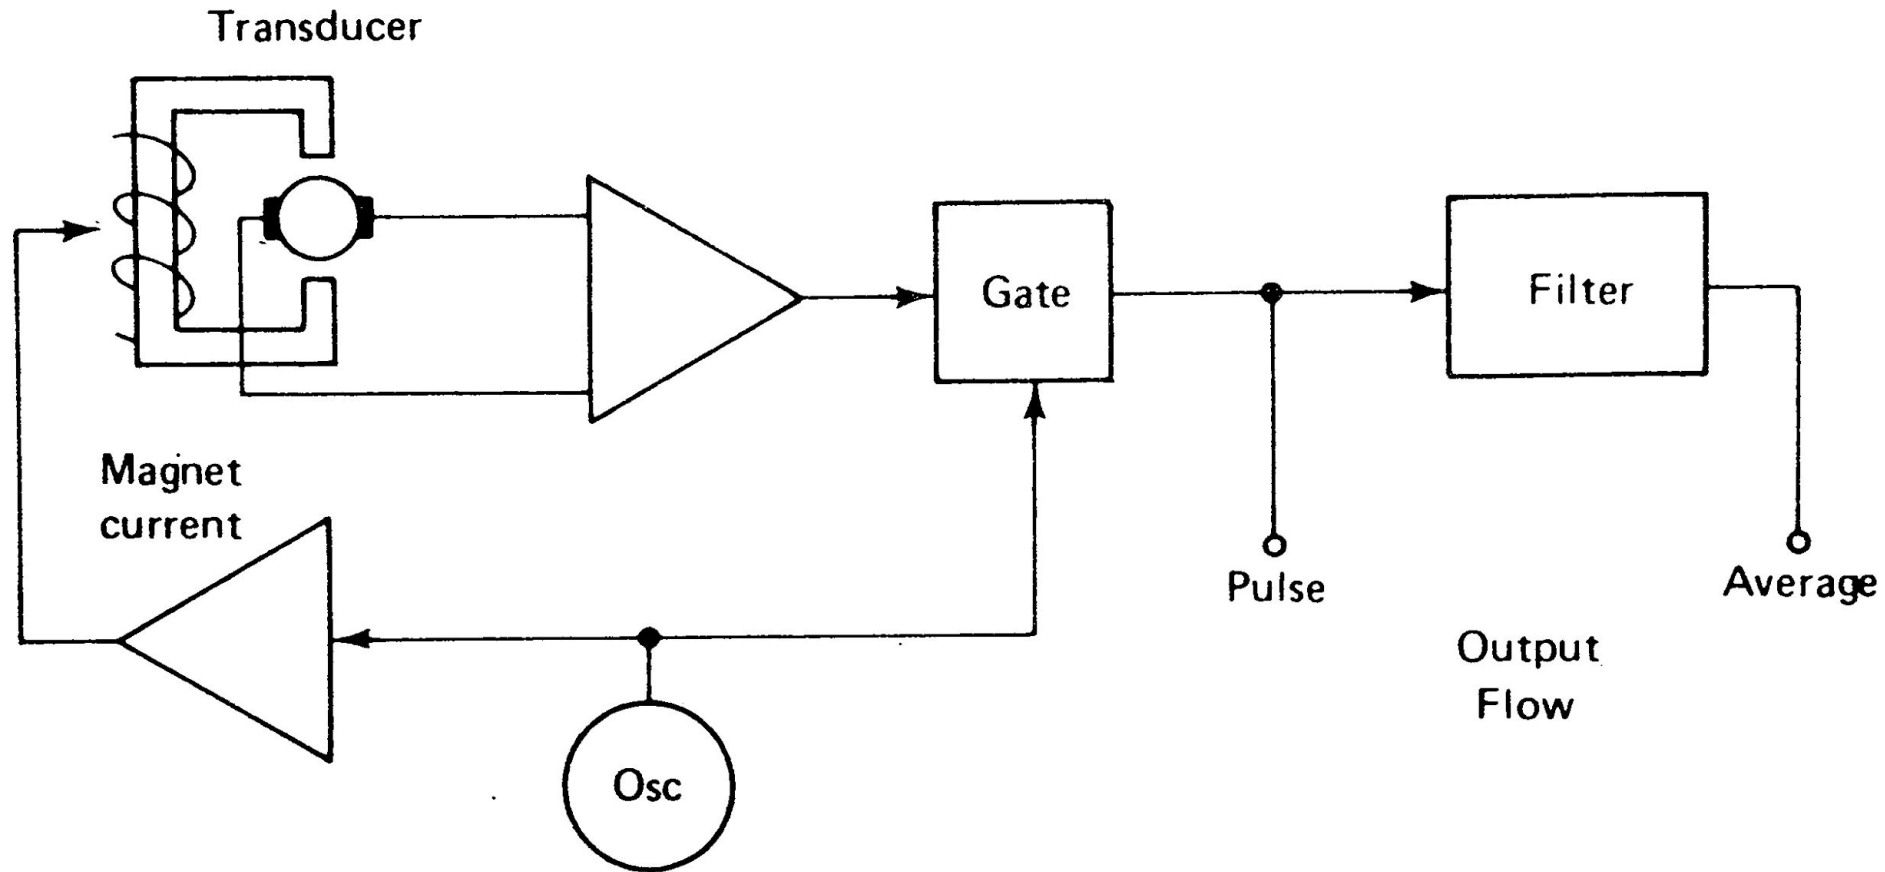 Transducer
Gate
Filter
Magnet
current
Pulse
Average
Output
Flow
Osc